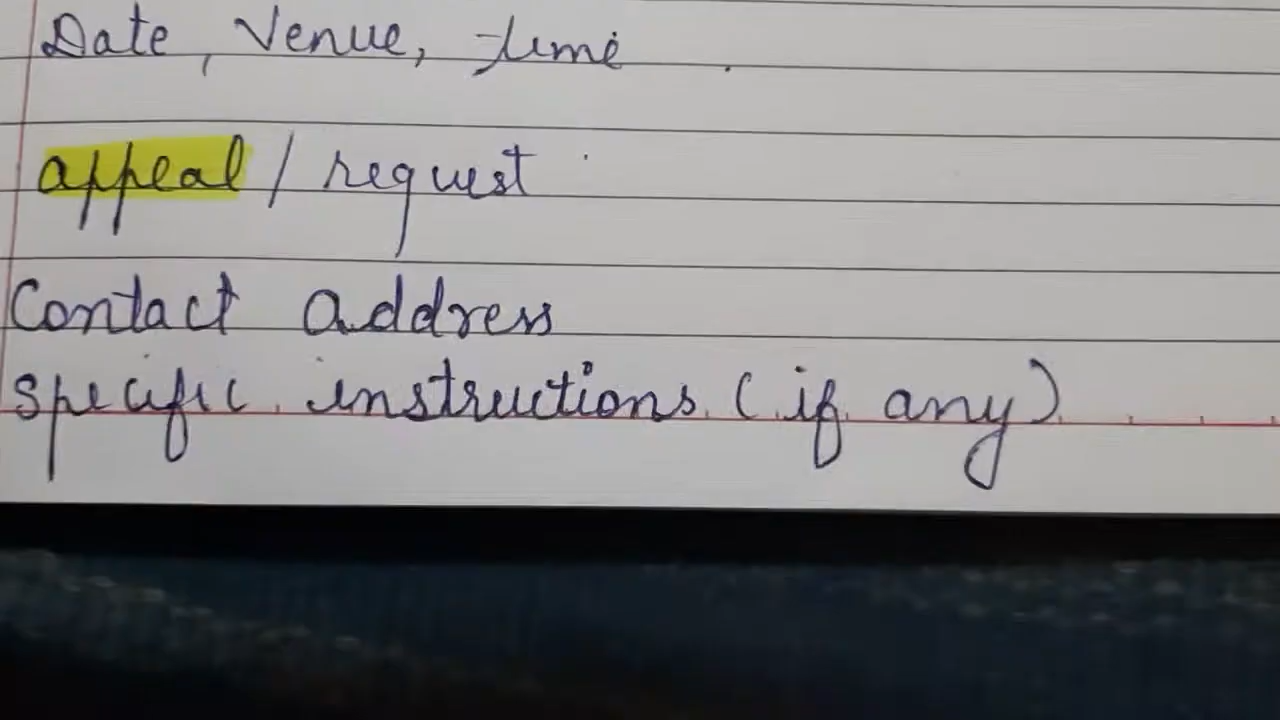 Date, Venue, time
appeal / request
Contact address
specific instructions (if any)